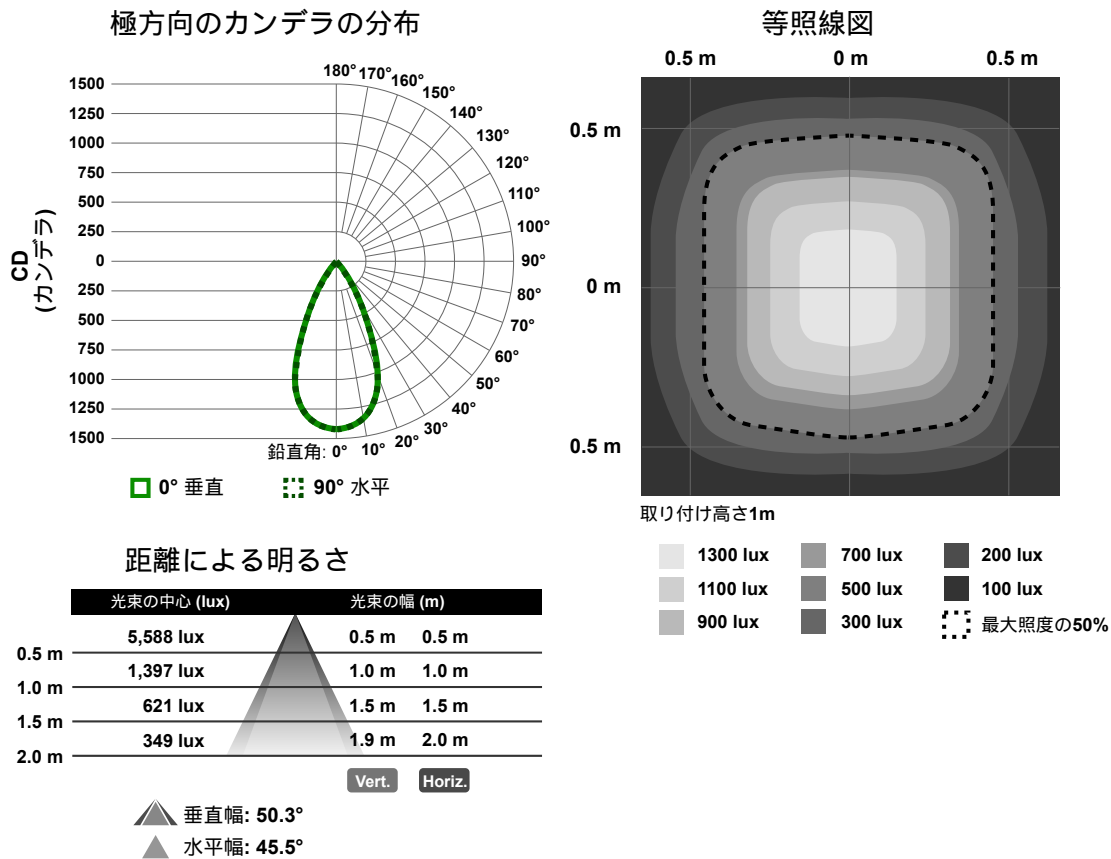 極方向のカンデラの分布
180° 170° 160° 150° 140° 130° 120° 110° 100° 90° 80° 70° 60° 50° 40° 30° 20° 10°
1500
1250
1000
750
500
250
0
250
500
750
1000
1250
1500
CD
(カンデラ)
鉛直角: 0°
0° 垂直
90° 水平
等照線図
0.5 m 0 m 0.5 m
0.5 m
0 m
0.5 m
取り付け高さ1m
1300 lux 700 lux 200 lux
1100 lux 500 lux 100 lux
900 lux 300 lux 最大照度の50%
距離による明るさ
光束の中心 (lux) 光束の幅 (m)
5,588 lux 0.5 m 0.5 m
0.5 m
1,397 lux 1.0 m 1.0 m
1.0 m
621 lux 1.5 m 1.5 m
1.5 m
349 lux 1.9 m 2.0 m
2.0 m
Vert. Horiz.
垂直幅: 50.3°
水平幅: 45.5°